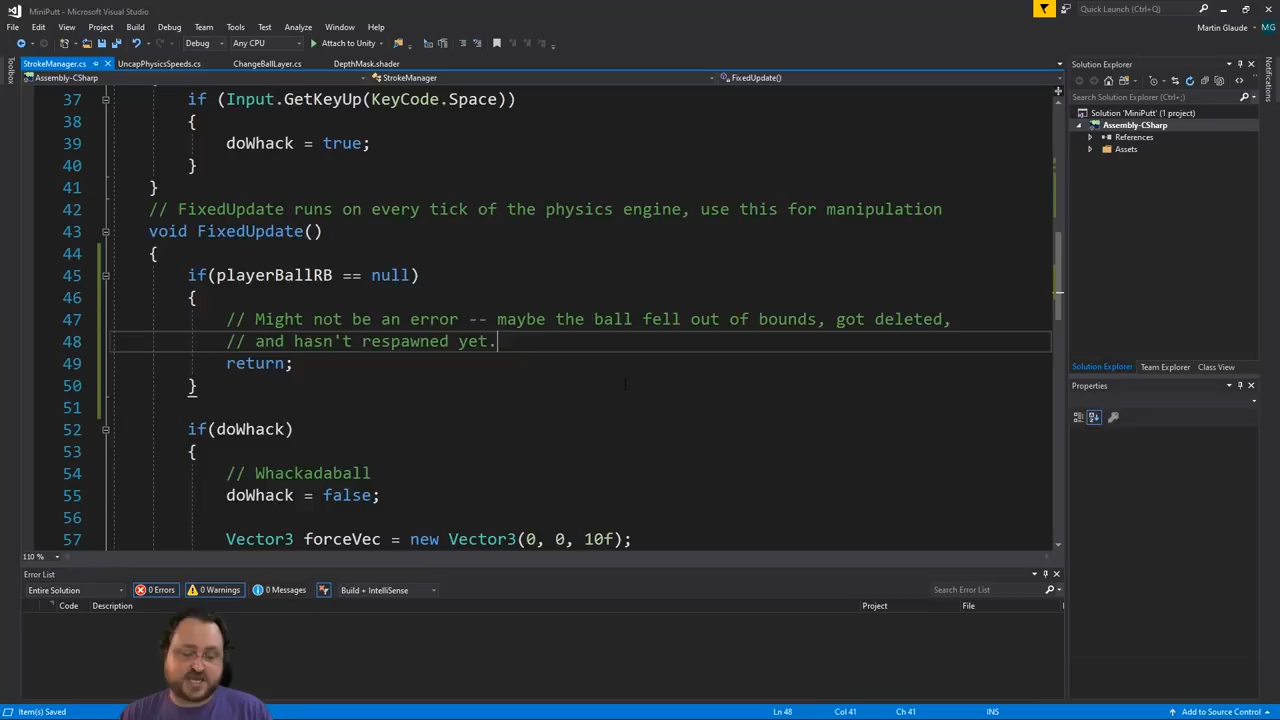 MiniPutt - Microsoft Visual Studio
Quick Launch (Ctrl+Q)
File Edit View Project Build Debug Team Tools Test Analyze Window Help
Martin Glaude MG
Debug Any CPU Attach to Unity
Toolbox
StrokeManager.cs UncapPhysicsSpeeds.cs ChangeBallLayer.cs DepthMask.shader
Assembly-CSharp StrokeManager FixedUpdate()
37 if (Input.GetKeyUp(KeyCode.Space))
38 {
39 doWhack = true;
40 }
41 }
42 // FixedUpdate runs on every tick of the physics engine, use this for manipulation
43 void FixedUpdate()
44 {
45 if(playerBallRB == null)
46 {
47 // Might not be an error -- maybe the ball fell out of bounds, got deleted,
48 // and hasn't respawned yet.
49 return;
50 }
51
52 if(doWhack)
53 {
54 // Whackadaball
55 doWhack = false;
56
57 Vector3 forceVec = new Vector3(0, 0, 10f);
110 %
Solution Explorer
Search Solution Explorer (Ctrl+;)
Solution 'MiniPutt' (1 project)
Assembly-CSharp
References
Assets
Solution Explorer Team Explorer Class View
Properties
Notifications
Error List
Entire Solution 0 Errors 0 Warnings 0 Messages Build + IntelliSense Search Error List
Code Description Project File
Item(s) Saved Ln 48 Col 41 Ch 41 INS Add to Source Control